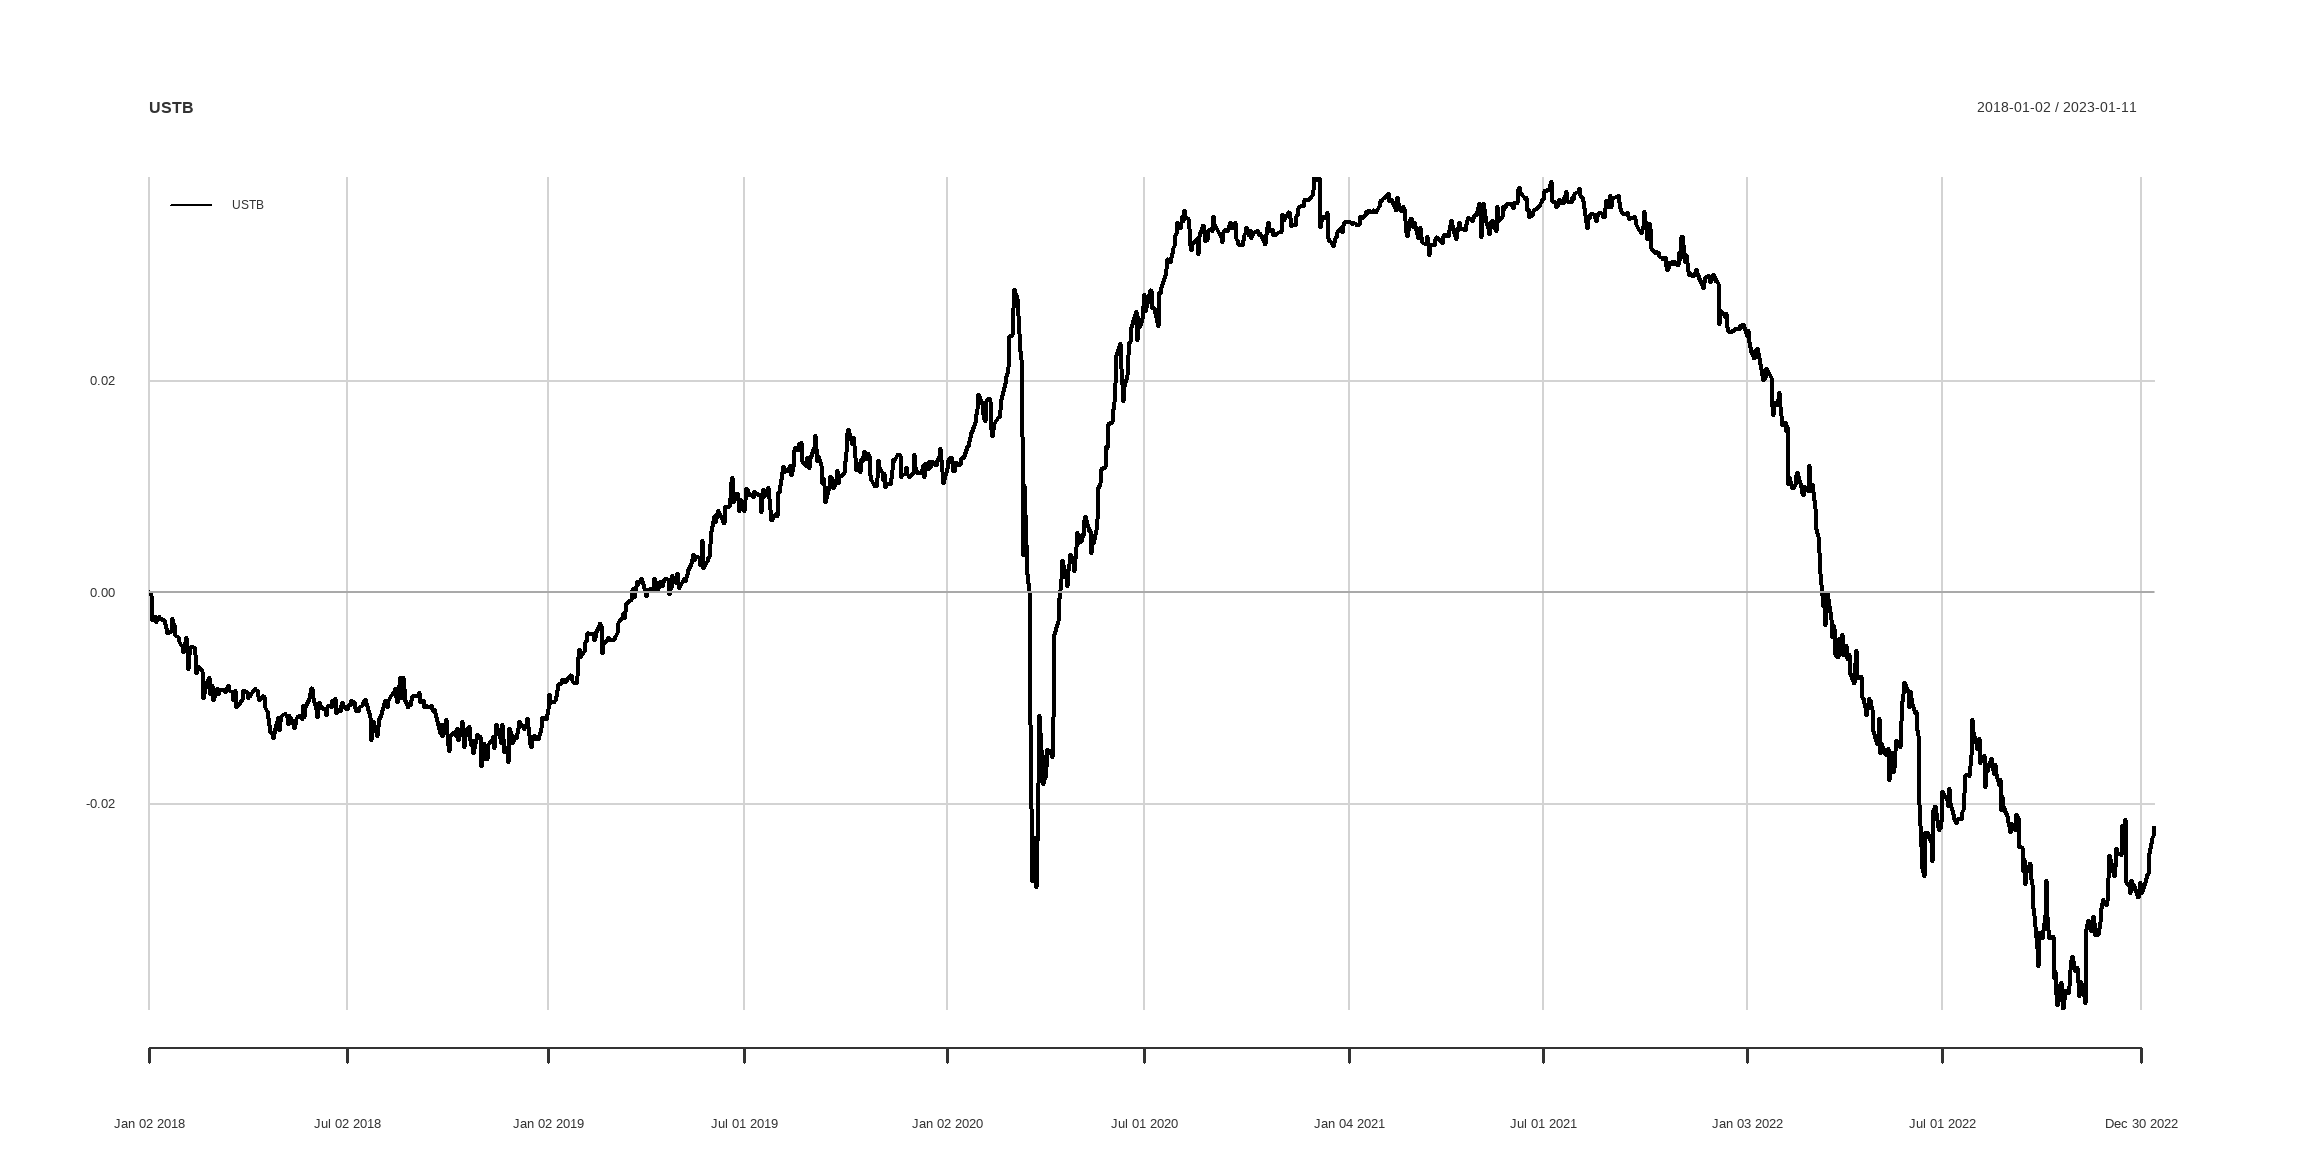 USTB
2018-01-02 / 2023-01-11
USTB
0.02
0.00
-0.02
Jan 02 2018
Jul 02 2018
Jan 02 2019
Jul 01 2019
Jan 02 2020
Jul 01 2020
Jan 04 2021
Jul 01 2021
Jan 03 2022
Jul 01 2022
Dec 30 2022